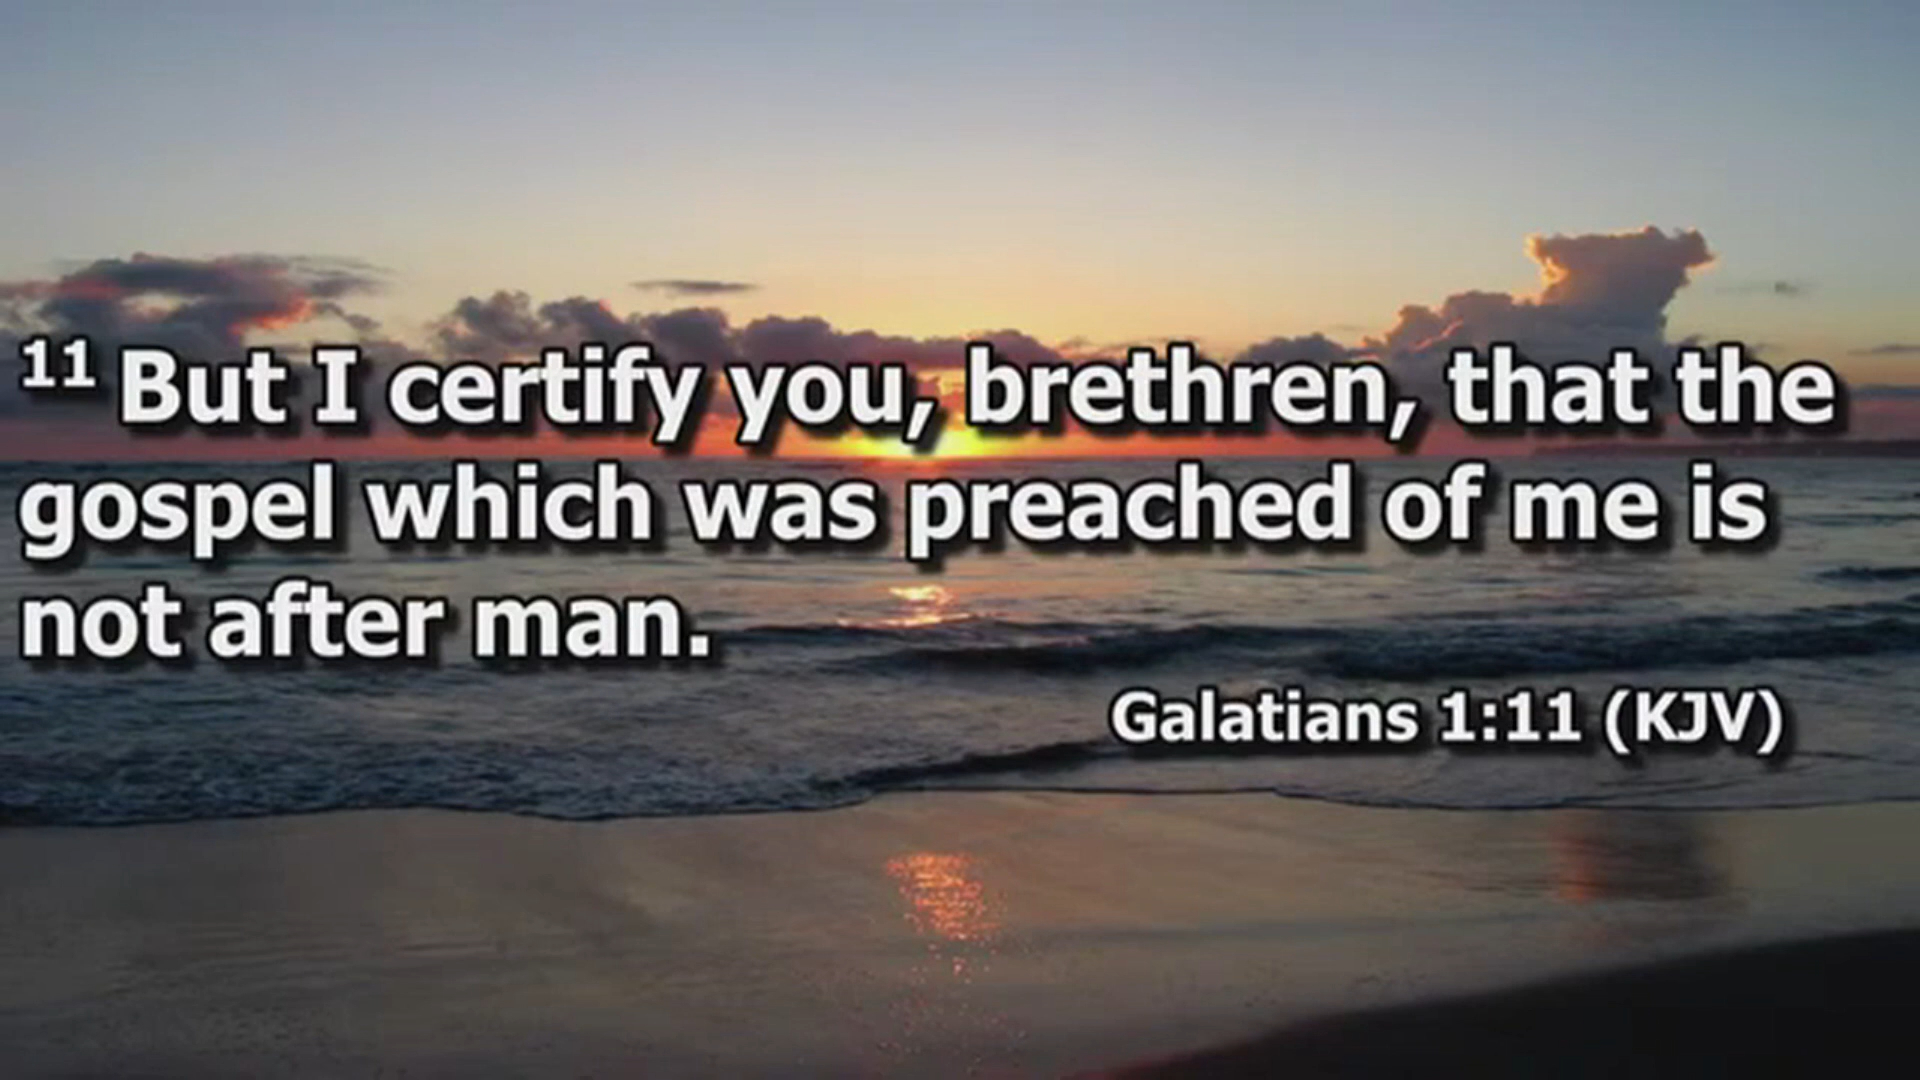 11 But I certify you, brethren, that the
gospel which was preached of me is
not after man.
Galatians 1:11 (KJV)